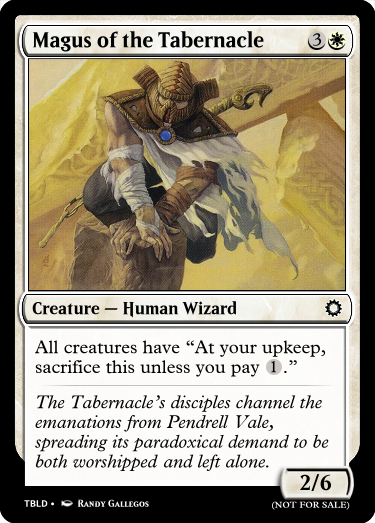 Magus of the Tabernacle 3
Creature — Human Wizard
All creatures have “At your upkeep,
sacrifice this unless you pay 1.”
The Tabernacle’s disciples channel the
emanations from Pendrell Vale,
spreading its paradoxical demand to be
both worshipped and left alone.
2/6
TBLD • Randy Gallegos
(NOT FOR SALE)